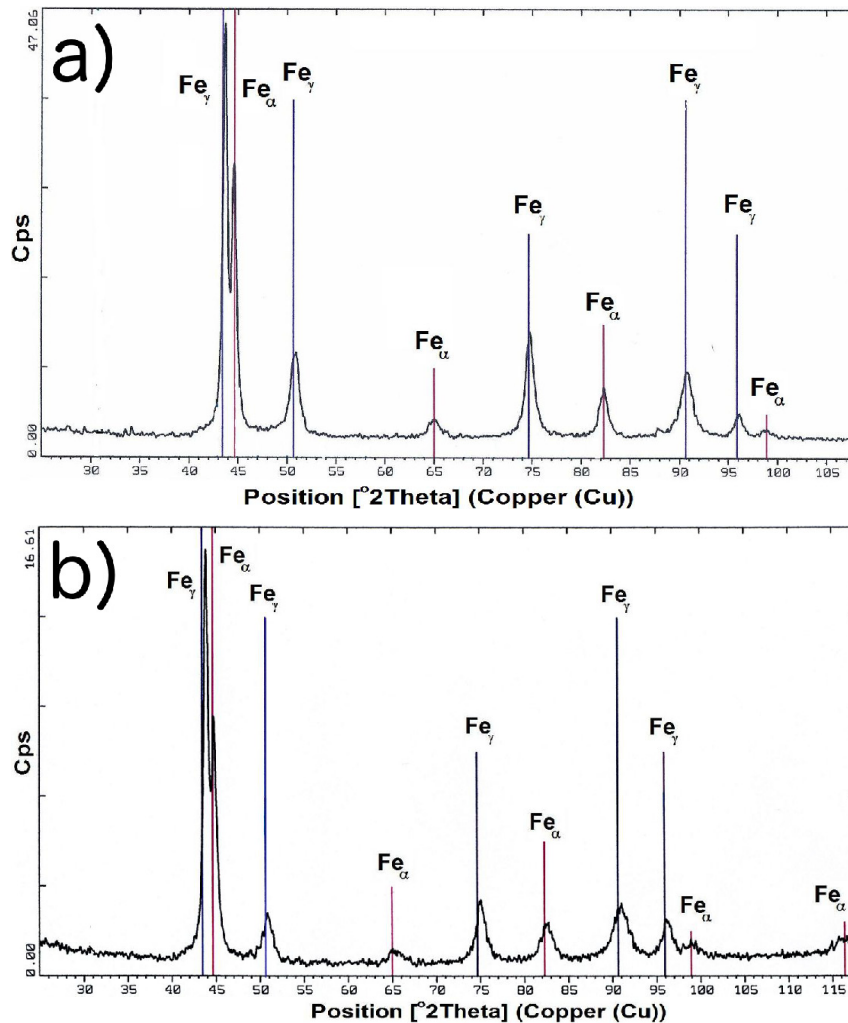 47.06
a)
Feγ
Feα
Feγ
Feγ
Feγ
Feα
Feγ
Feα
Feα
Cps
0.00
30 35 40 45 50 55 60 65 70 75 80 85 90 95 100 105
Position [°2Theta] (Copper (Cu))
16.61
b)
Feγ
Feα
Feγ
Feγ
Feγ
Feγ
Feα
Feα
Feα
Feα
Cps
0.00
30 35 40 45 50 55 60 65 70 75 80 85 90 95 100 105 110 115
Position [°2Theta] (Copper (Cu))